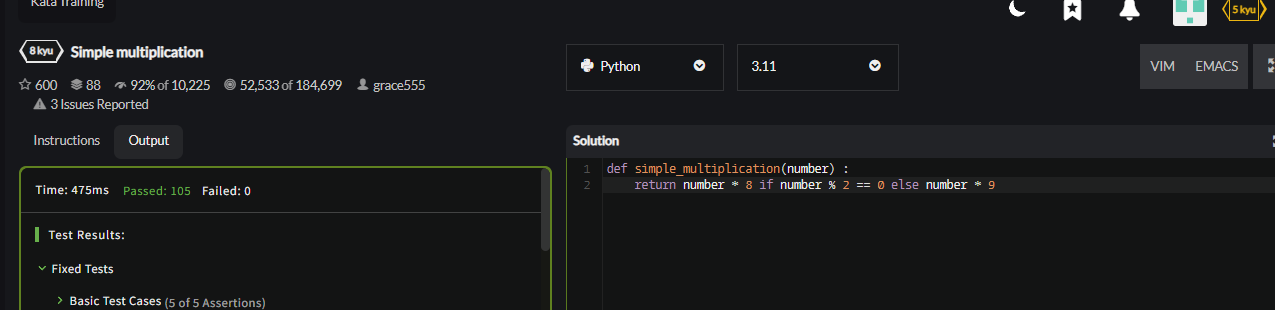 Kata Training
5 kyu
8 kyu Simple multiplication
600 88 92% of 10,225 52,533 of 184,699 grace555
3 Issues Reported
Python 3.11 VIM EMACS
Instructions Output
Solution
Time: 475ms Passed: 105 Failed: 0
Test Results:
Fixed Tests
Basic Test Cases (5 of 5 Assertions)
1 def simple_multiplication(number) :
2     return number * 8 if number % 2 == 0 else number * 9